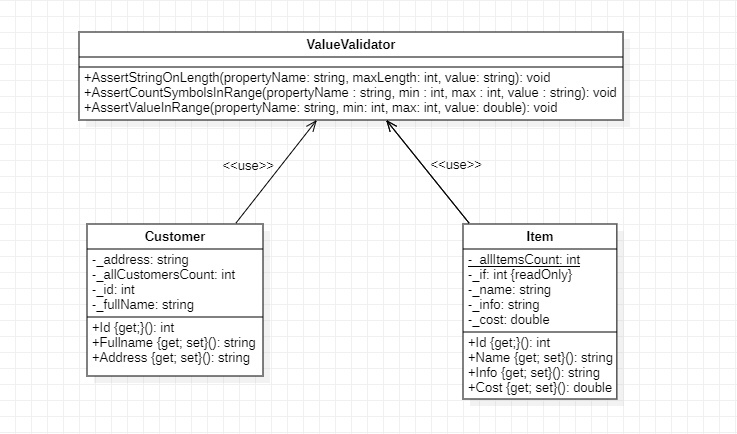 ValueValidator
+AssertStringOnLength(propertyName: string, maxLength: int, value: string): void
+AssertCountSymbolsInRange(propertyName : string, min : int, max : int, value : string): void
+AssertValueInRange(propertyName: string, min: int, max: int, value: double): void
<<use>>
<<use>>
Customer
-_address: string
-_allCustomersCount: int
-_id: int
-_fullName: string
+Id {get;}(): int
+Fullname {get; set}(): string
+Address {get; set}(): string
Item
-_allItemsCount: int
-_if: int {readOnly}
-_name: string
-_info: string
-_cost: double
+Id {get;}(): int
+Name {get; set}(): string
+Info {get; set}(): string
+Cost {get; set}(): double